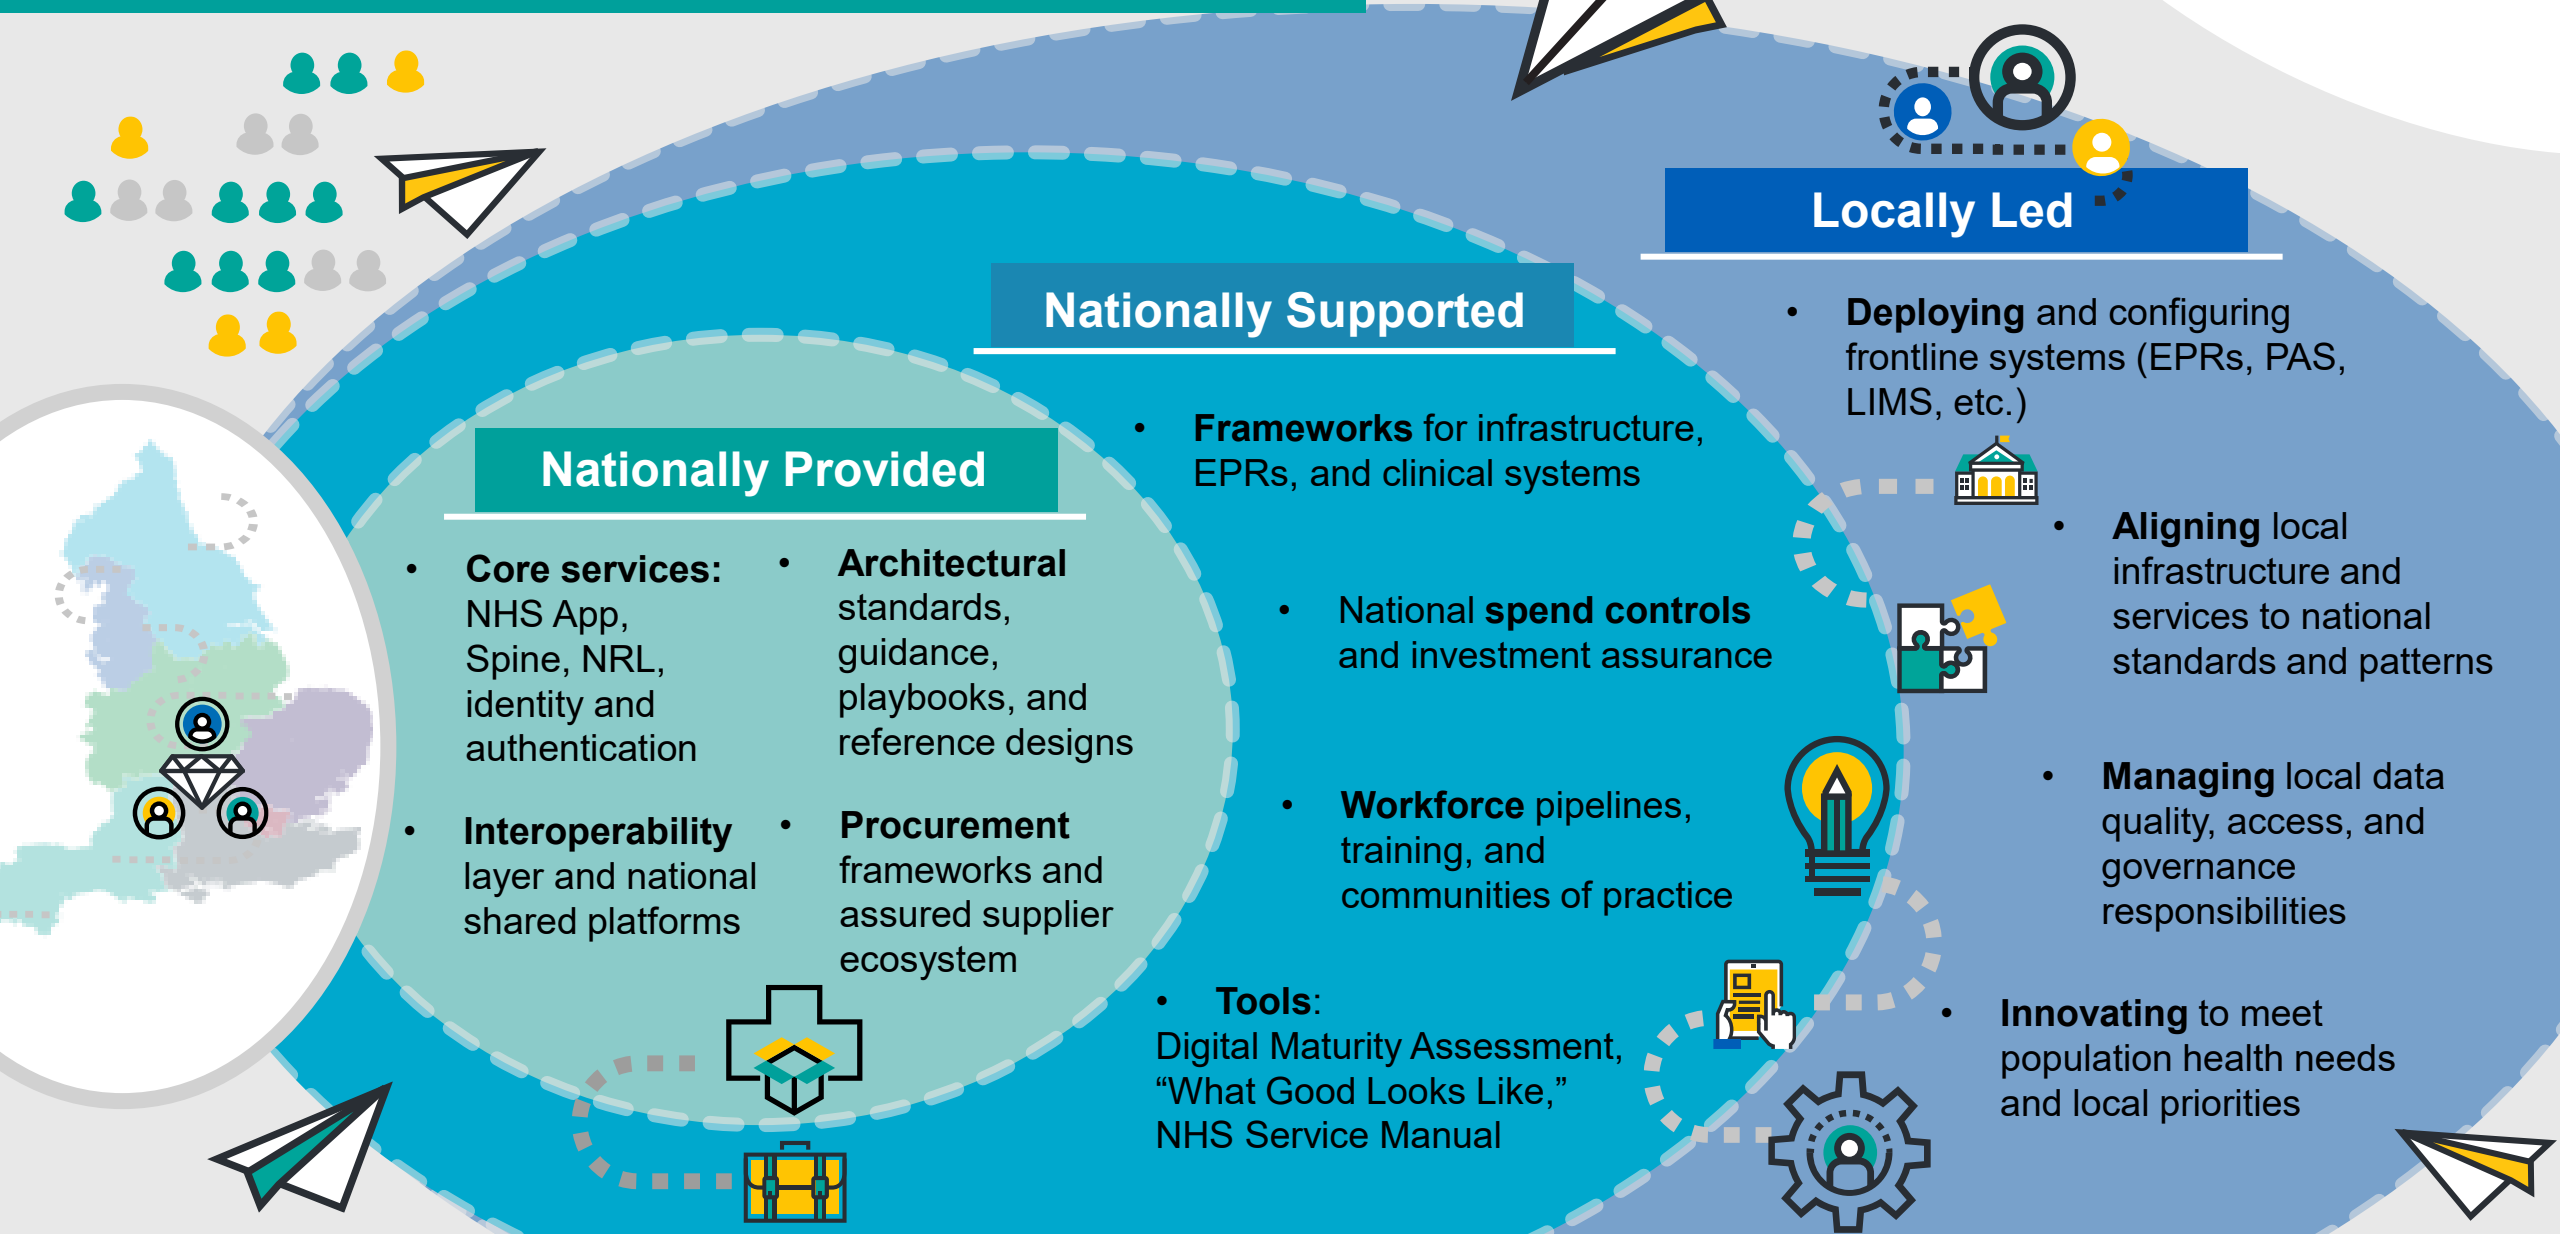 Locally Led
• Deploying and configuring
frontline systems (EPRs, PAS,
LIMS, etc.)
• Aligning local
infrastructure and
services to national
standards and patterns
• Managing local data
quality, access, and
governance
responsibilities
• Innovating to meet
population health needs
and local priorities
Nationally Supported
• Frameworks for infrastructure,
EPRs, and clinical systems
• National spend controls
and investment assurance
• Workforce pipelines,
training, and
communities of practice
• Tools:
Digital Maturity Assessment,
“What Good Looks Like,”
NHS Service Manual
Nationally Provided
• Core services:
NHS App,
Spine, NRL,
identity and
authentication
• Interoperability
layer and national
shared platforms
• Architectural
standards,
guidance,
playbooks, and
reference designs
• Procurement
frameworks and
assured supplier
ecosystem